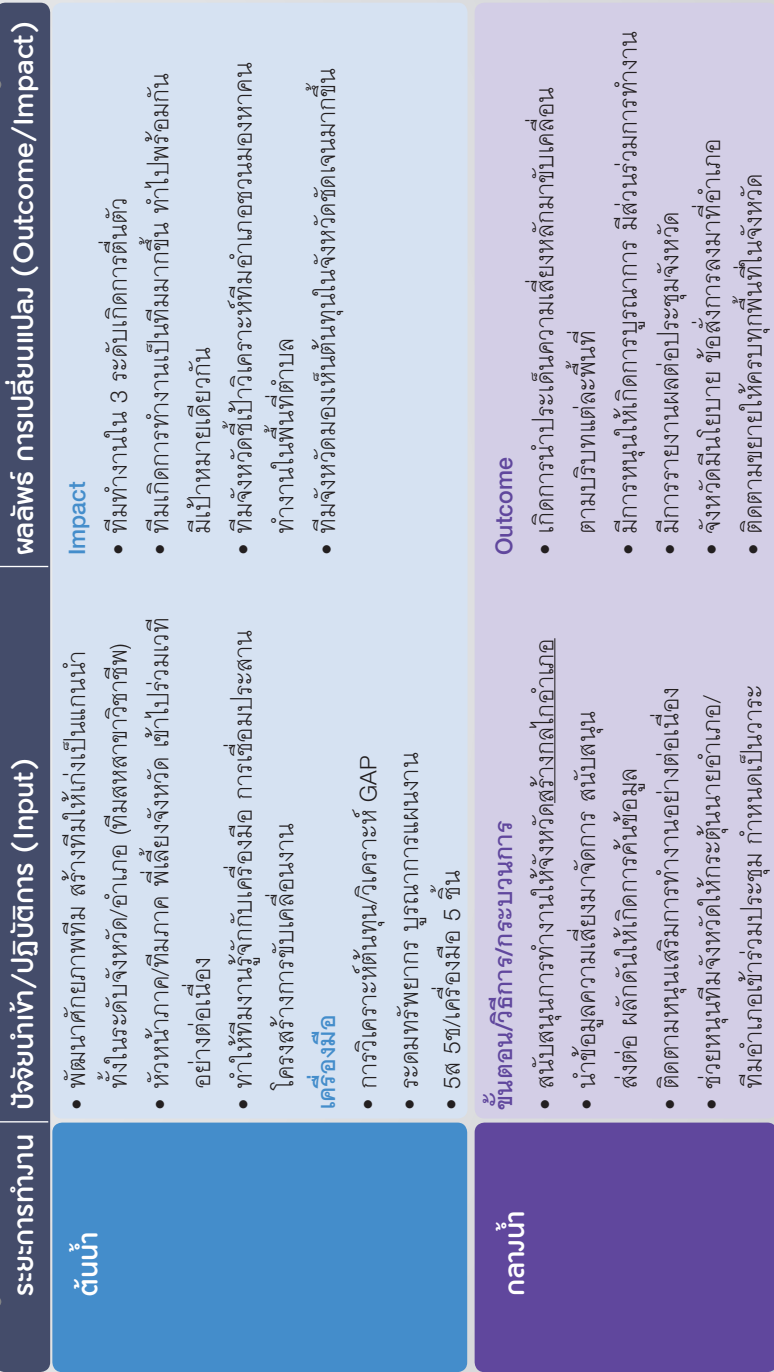 ระยะการทำงาน
ปัจจัยนำเข้า/ปฏิบัติการ (Input)
ผลลัพธ์ การเปลี่ยนแปลง (Outcome/Impact)
ต้นน้ำ
• พัฒนาศักยภาพทีม สร้างทีมให้เก่งเป็นแกนนำ
ทั้งในระดับจังหวัด/อำเภอ (ทีมสหสาขาวิชาชีพ)
• หัวหน้าภาค/ทีมภาค พี่เลี้ยงจังหวัด เข้าไปร่วมเวที
อย่างต่อเนื่อง
• ทำให้ทีมงานรู้จักกับเครื่องมือ การเชื่อมประสาน
โครงสร้างการขับเคลื่อนงาน
เครื่องมือ
• การวิเคราะห์ต้นทุน/วิเคราะห์ GAP
• ระดมทรัพยากร บูรณาการแผนงาน
• 5ส 5ช/เครื่องมือ 5 ชิ้น
Impact
• ทีมทำงานใน 3 ระดับเกิดการตื่นตัว
• ทีมเกิดการทำงานเป็นทีมมากขึ้น ทำไปพร้อมกัน
มีเป้าหมายเดียวกัน
• ทีมจังหวัดชี้เป้าวิเคราะห์ทีมอำเภอชวนมองหาคน
ทำงานในพื้นที่ตำบล
• ทีมจังหวัดมองเห็นต้นทุนในจังหวัดชัดเจนมากขึ้น
กลางน้ำ
ขั้นตอน/วิธีการ/กระบวนการ
• สนับสนุนการทำงานให้จังหวัดสร้างกลไกอำเภอ
• นำข้อมูลความเสี่ยงมาจัดการ สนับสนุน
ส่งต่อ ผลักดันให้เกิดการค้นข้อมูล
• ติดตามหนุนเสริมการทำงานอย่างต่อเนื่อง
• ช่วยหนุนทีมจังหวัดให้กระตุ้นนายอำเภอ/
ทีมอำเภอเข้าร่วมประชุม กำหนดเป็นวาระ
Outcome
• เกิดการนำประเด็นความเสี่ยงหลักมาขับเคลื่อน
ตามบริบทแต่ละพื้นที่
• มีการหนุนให้เกิดการบูรณาการ มีส่วนร่วมการทำงาน
• มีการรายงานผลต่อประชุมจังหวัด
• จังหวัดมีนโยบาย ข้อสั่งการลงมาที่อำเภอ
• ติดตามขยายให้ครบทุกพื้นที่ในจังหวัด